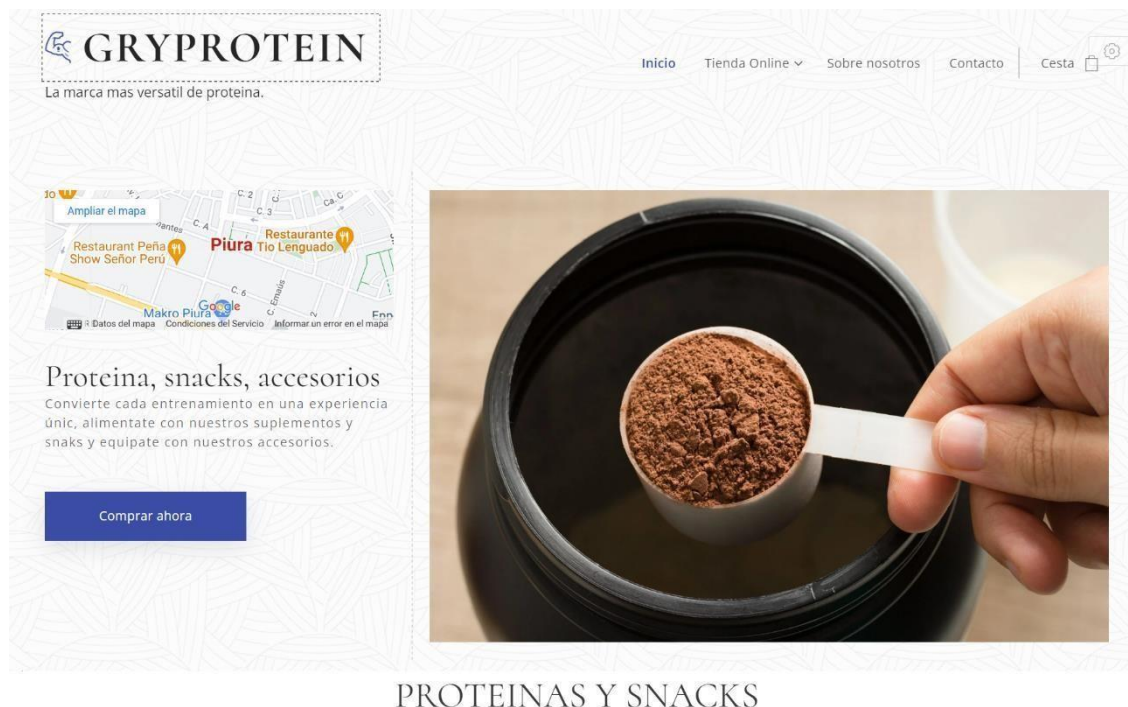 GRYPROTEIN
La marca mas versatil de proteina.
Inicio Tienda Online Sobre nosotros Contacto Cesta
Ampliar el mapa
C. 2
C. 3
C. A
Restaurant Peña
Show Señor Perú
Piura
Restaurante
Tio Lenguado
C. 6
C. Emaús
Makro Piura
Google
Datos del mapa Condiciones del Servicio Informar un error en el mapa
Proteina, snacks, accesorios
Convierte cada entrenamiento en una experiencia
únic, alimentate con nuestros suplementos y
snaks y equipate con nuestros accesorios.
Comprar ahora
PROTEINAS Y SNACKS